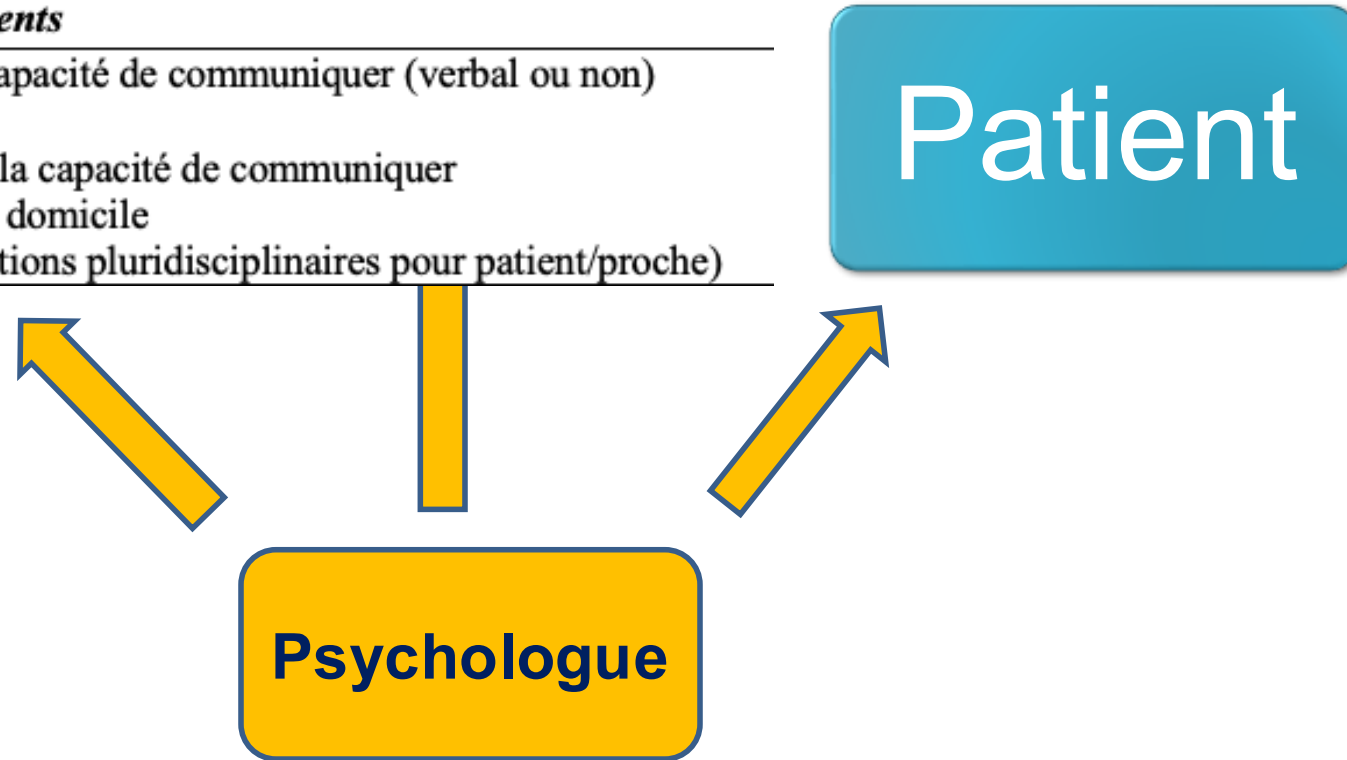 ents
apacité de communiquer (verbal ou non)
la capacité de communiquer
domicile
tions pluridisciplinaires pour patient/proche)
Patient
Psychologue